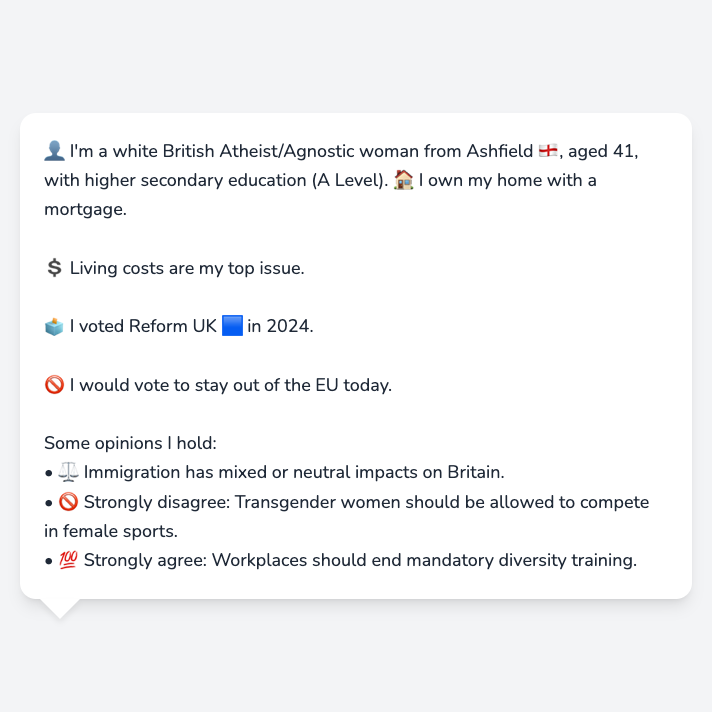 👤 I'm a white British Atheist/Agnostic woman from Ashfield 🏴󠁧󠁢󠁥󠁮󠁧󠁿, aged 41,
with higher secondary education (A Level). 🏠 I own my home with a
mortgage.
💲 Living costs are my top issue.
🗳️ I voted Reform UK 🟦 in 2024.
🚫 I would vote to stay out of the EU today.
Some opinions I hold:
• ⚖️ Immigration has mixed or neutral impacts on Britain.
• 🚫 Strongly disagree: Transgender women should be allowed to compete
in female sports.
• 💯 Strongly agree: Workplaces should end mandatory diversity training.